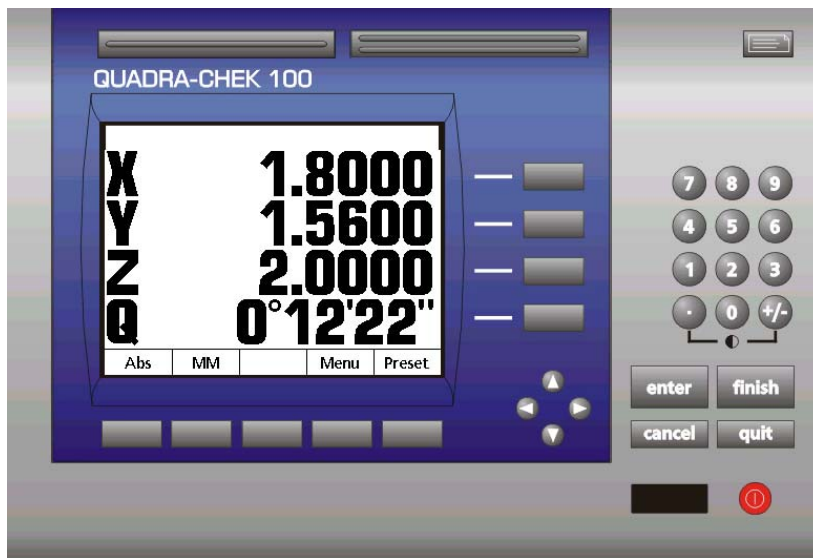 QUADRA-CHEK 100
X 1.8000
Y 1.5600
Z 2.0000
Q 0°12'22"
Abs MM Menu Preset
7 8 9
4 5 6
1 2 3
. 0 +/-
enter finish
cancel quit